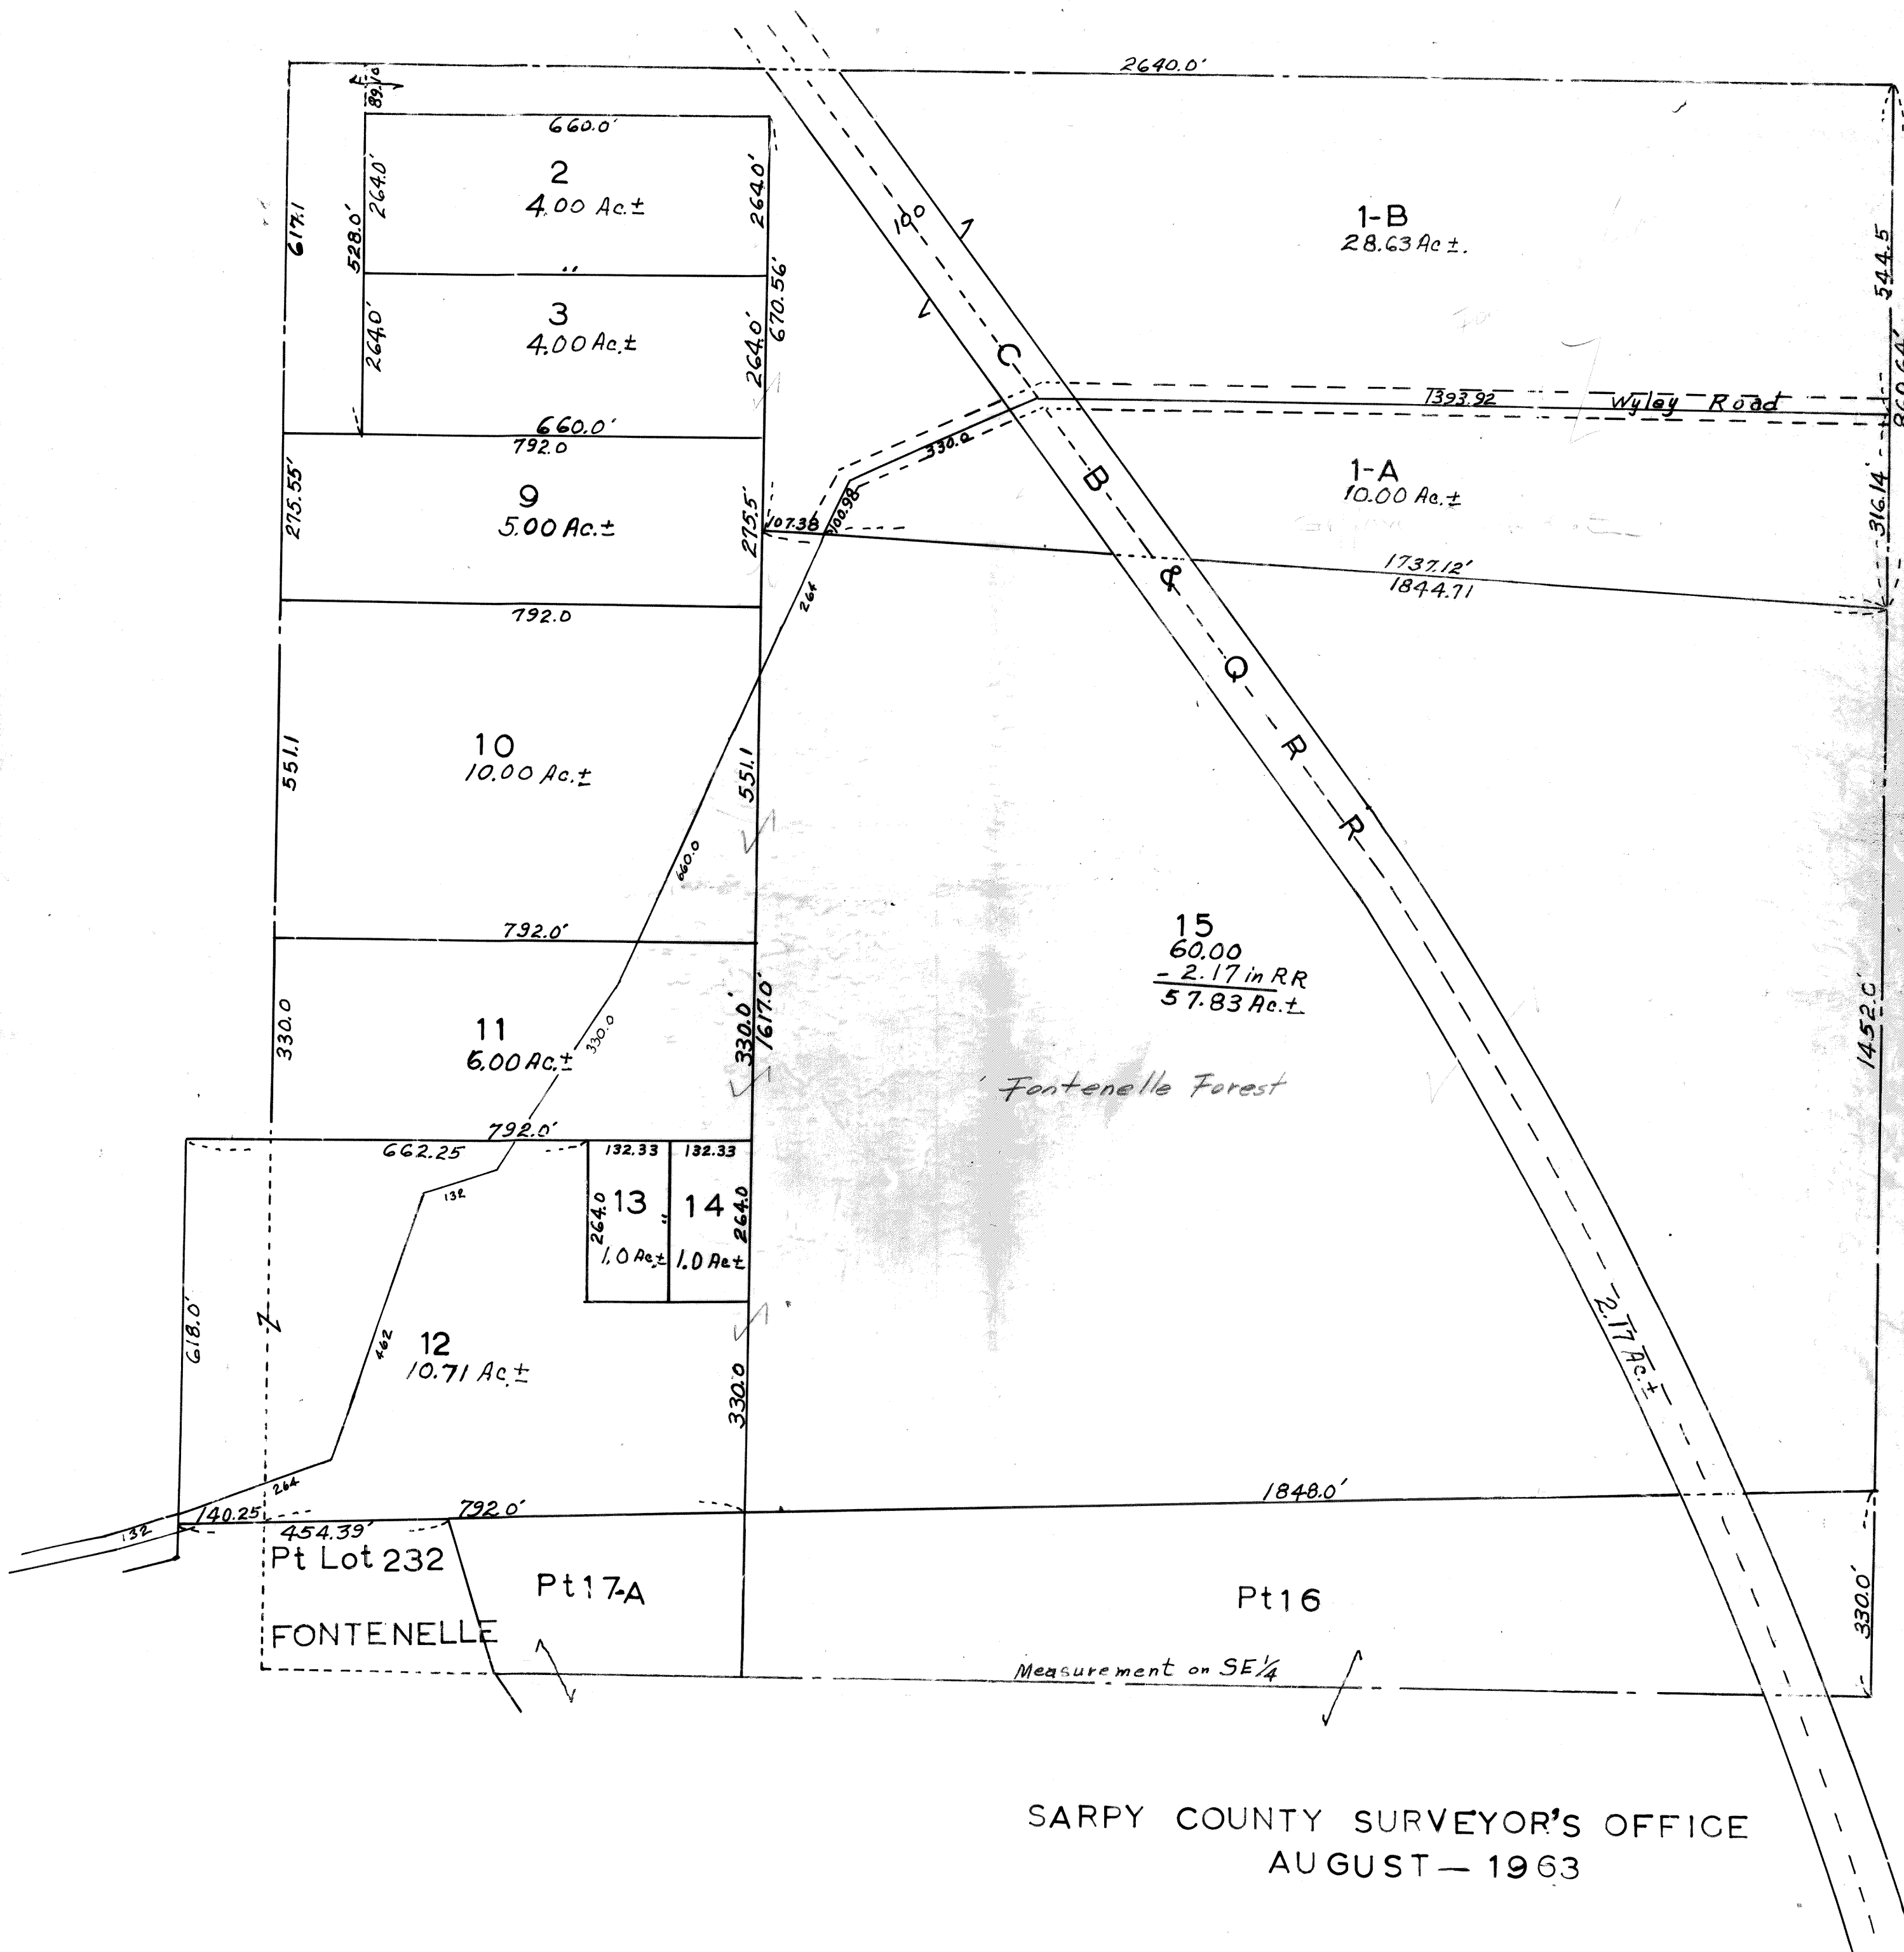 2640.0'
89.10'
660.0'
2
4.00 Ac.±
264.0'
264.0'
617.1
528.0'
"
3
4.00 Ac.±
264.0'
264.0'
670.56'
660.0'
792.0
100
C
B
&
Q
R
R
1-B
28.63 Ac±.
544.5
1393.92
Wyley Road
330.0
1-A
10.00 Ac.±
316.14'
9
5.00 Ac.±
275.55'
275.5'
107.38
100.98
264
1737.12'
1844.71
792.0
10
10.00 Ac.±
551.1
551.1
660.0
792.0'
15
60.00
- 2.17 in RR
57.83 Ac.±
Fontenelle Forest
1452.0'
11
6.00 Ac.±
330.0
330.0
330.0'
1617.0'
792.0'
662.25
132
132.33
132.33
264.0
13
"
14
264.0
1.0 Ac±
1.0 Ac±
618.0'
Z
462
12
10.71 Ac.±
330.0
2.17 Ac.±
264
132
140.25
792.0'
454.39'
1848.0'
Pt Lot 232
Pt 17-A
Pt 16
330.0'
FONTENELLE
Measurement on SE 1/4
SARPY COUNTY SURVEYOR'S OFFICE
AUGUST — 1963